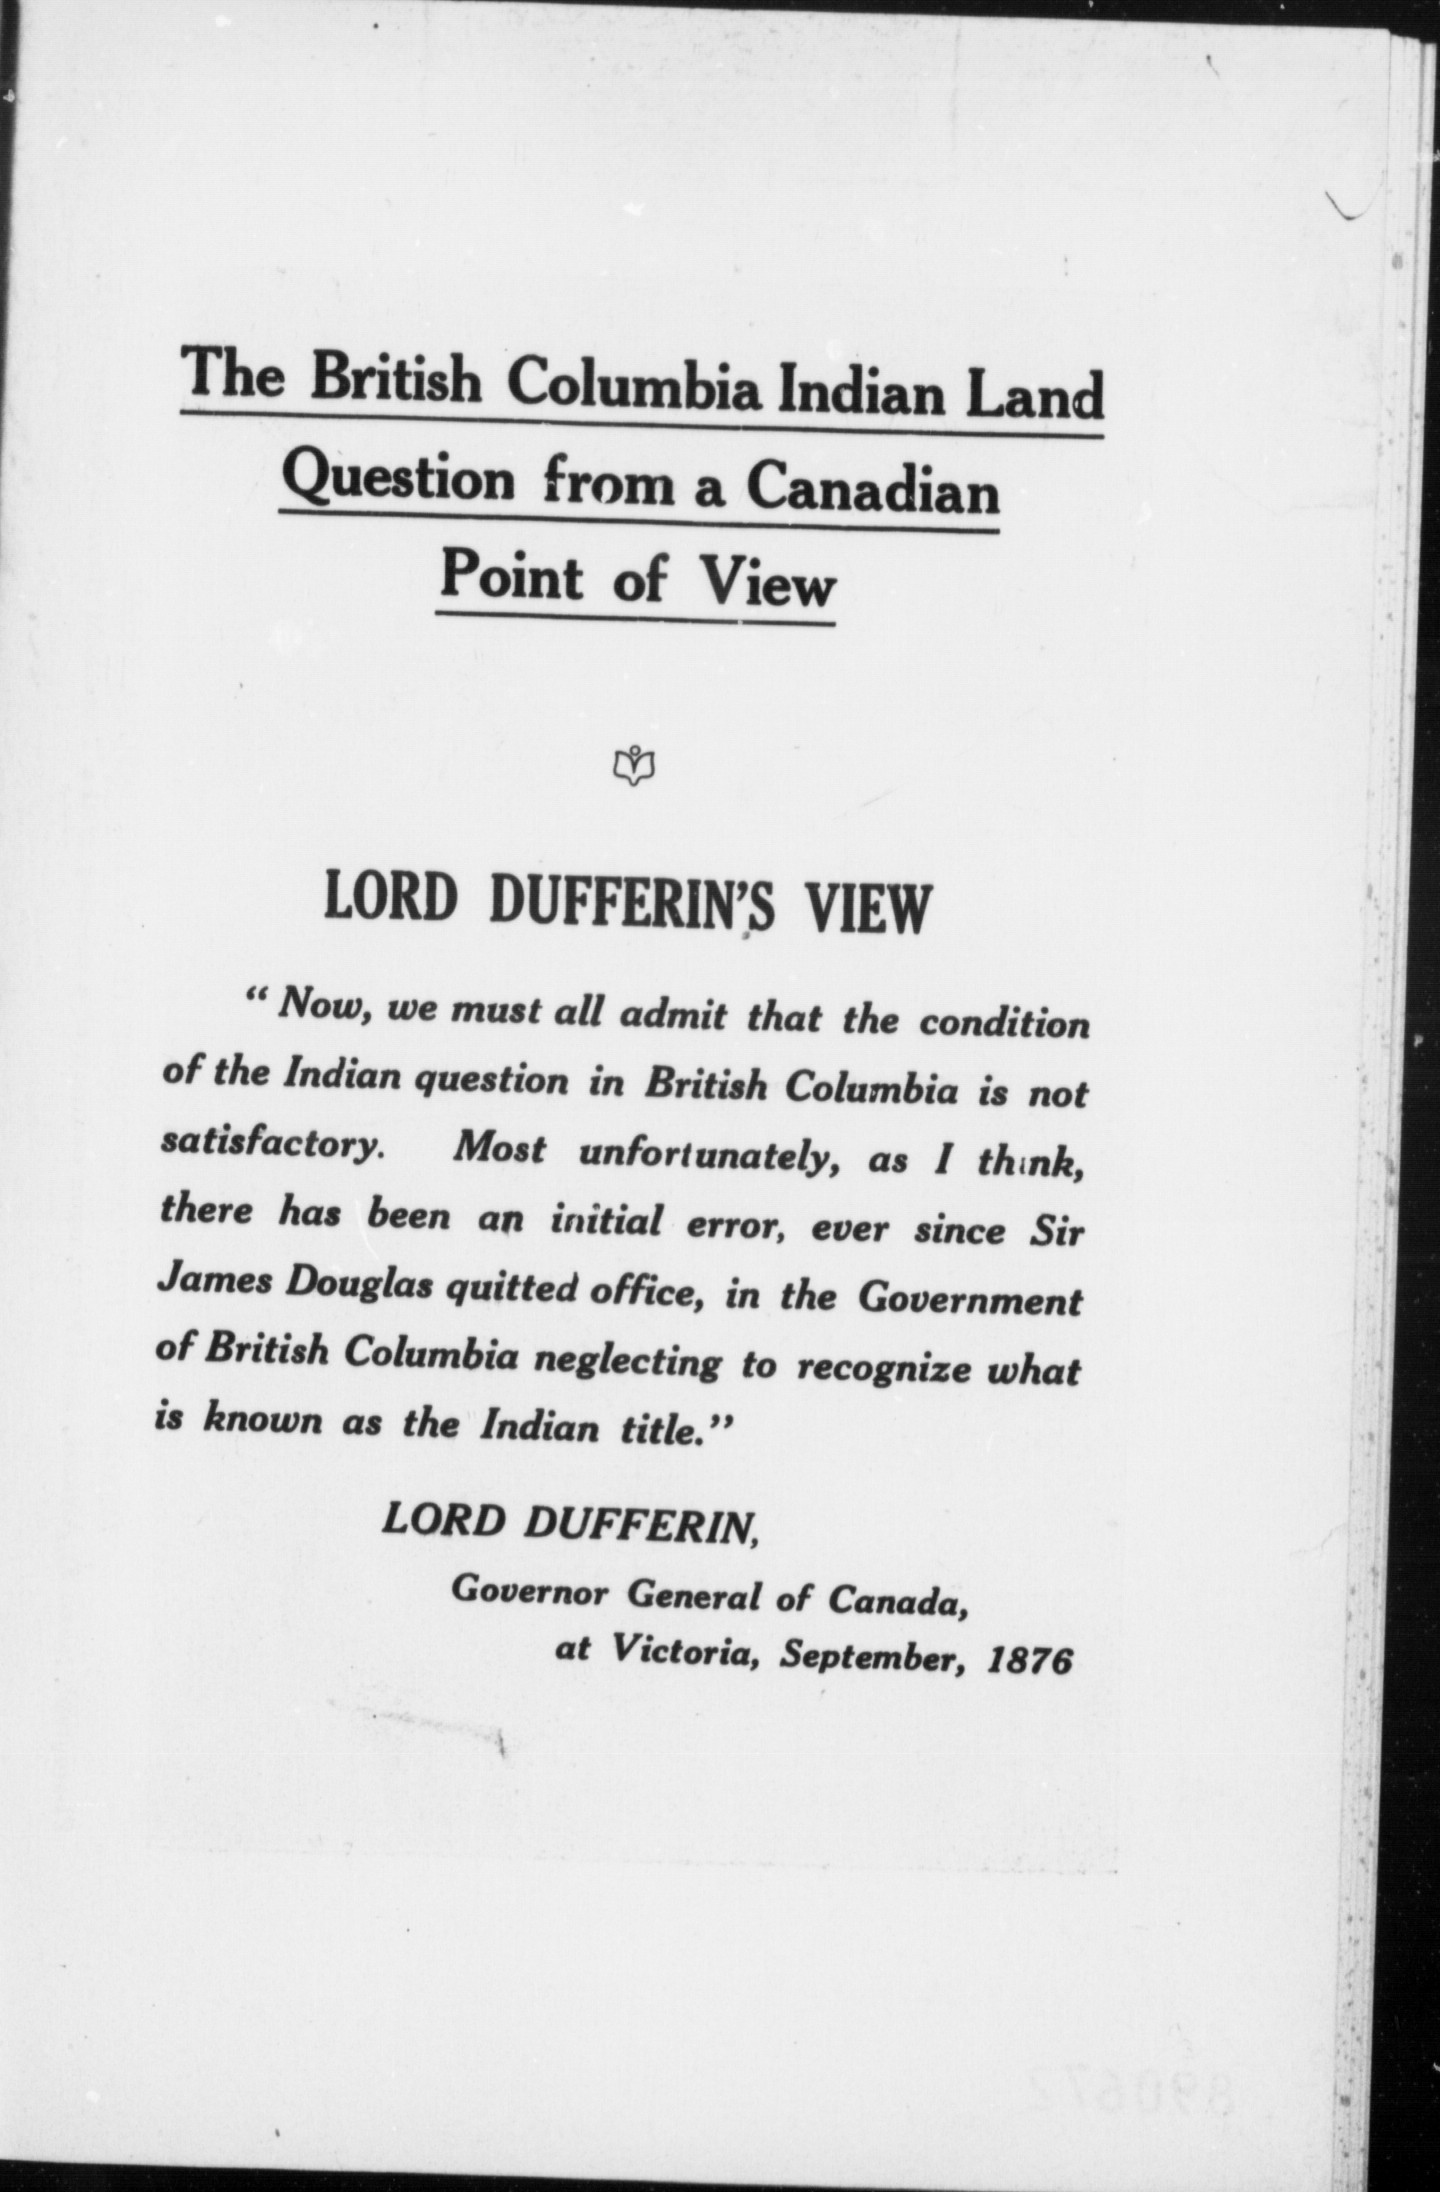 The British Columbia Indian Land
Question from a Canadian
Point of View
LORD DUFFERIN'S VIEW
“Now, we must all admit that the condition
of the Indian question in British Columbia is not
satisfactory. Most unfortunately, as I think,
there has been an initial error, ever since Sir
James Douglas quitted office, in the Government
of British Columbia neglecting to recognize what
is known as the Indian title.”
LORD DUFFERIN,
Governor General of Canada,
at Victoria, September, 1876